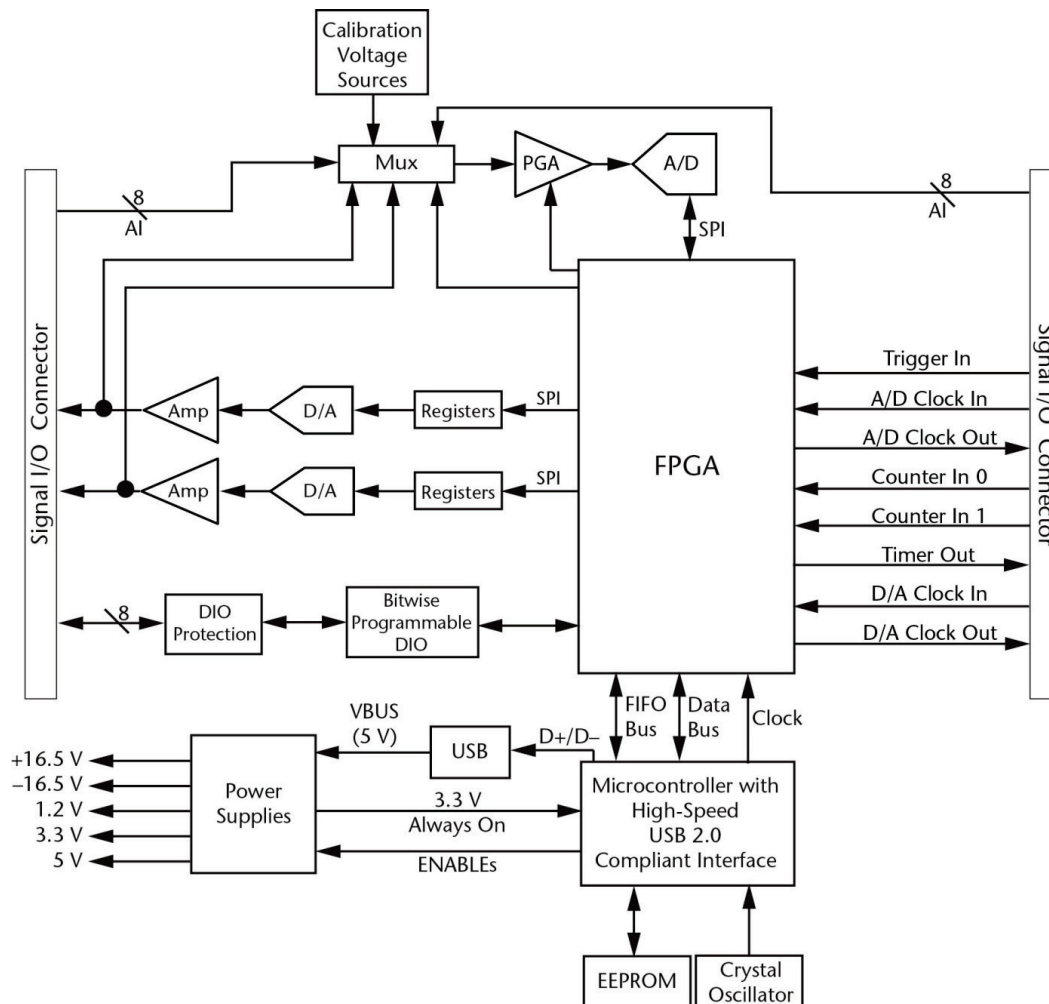 Calibration
Voltage
Sources
Mux
PGA
A/D
8
AI
8
AI
SPI
Signal I/O Connector
Signal I/O Connector
FPGA
Trigger In
A/D Clock In
A/D Clock Out
Counter In 0
Counter In 1
Timer Out
D/A Clock In
D/A Clock Out
Amp
D/A
Registers
SPI
Amp
D/A
Registers
SPI
8
DIO
Protection
Bitwise
Programmable
DIO
FIFO
Bus
Data
Bus
Clock
VBUS
(5 V)
USB
D+/D–
+16.5 V
–16.5 V
1.2 V
3.3 V
5 V
Power
Supplies
3.3 V
Always On
ENABLEs
Microcontroller with
High-Speed
USB 2.0
Compliant Interface
EEPROM
Crystal
Oscillator